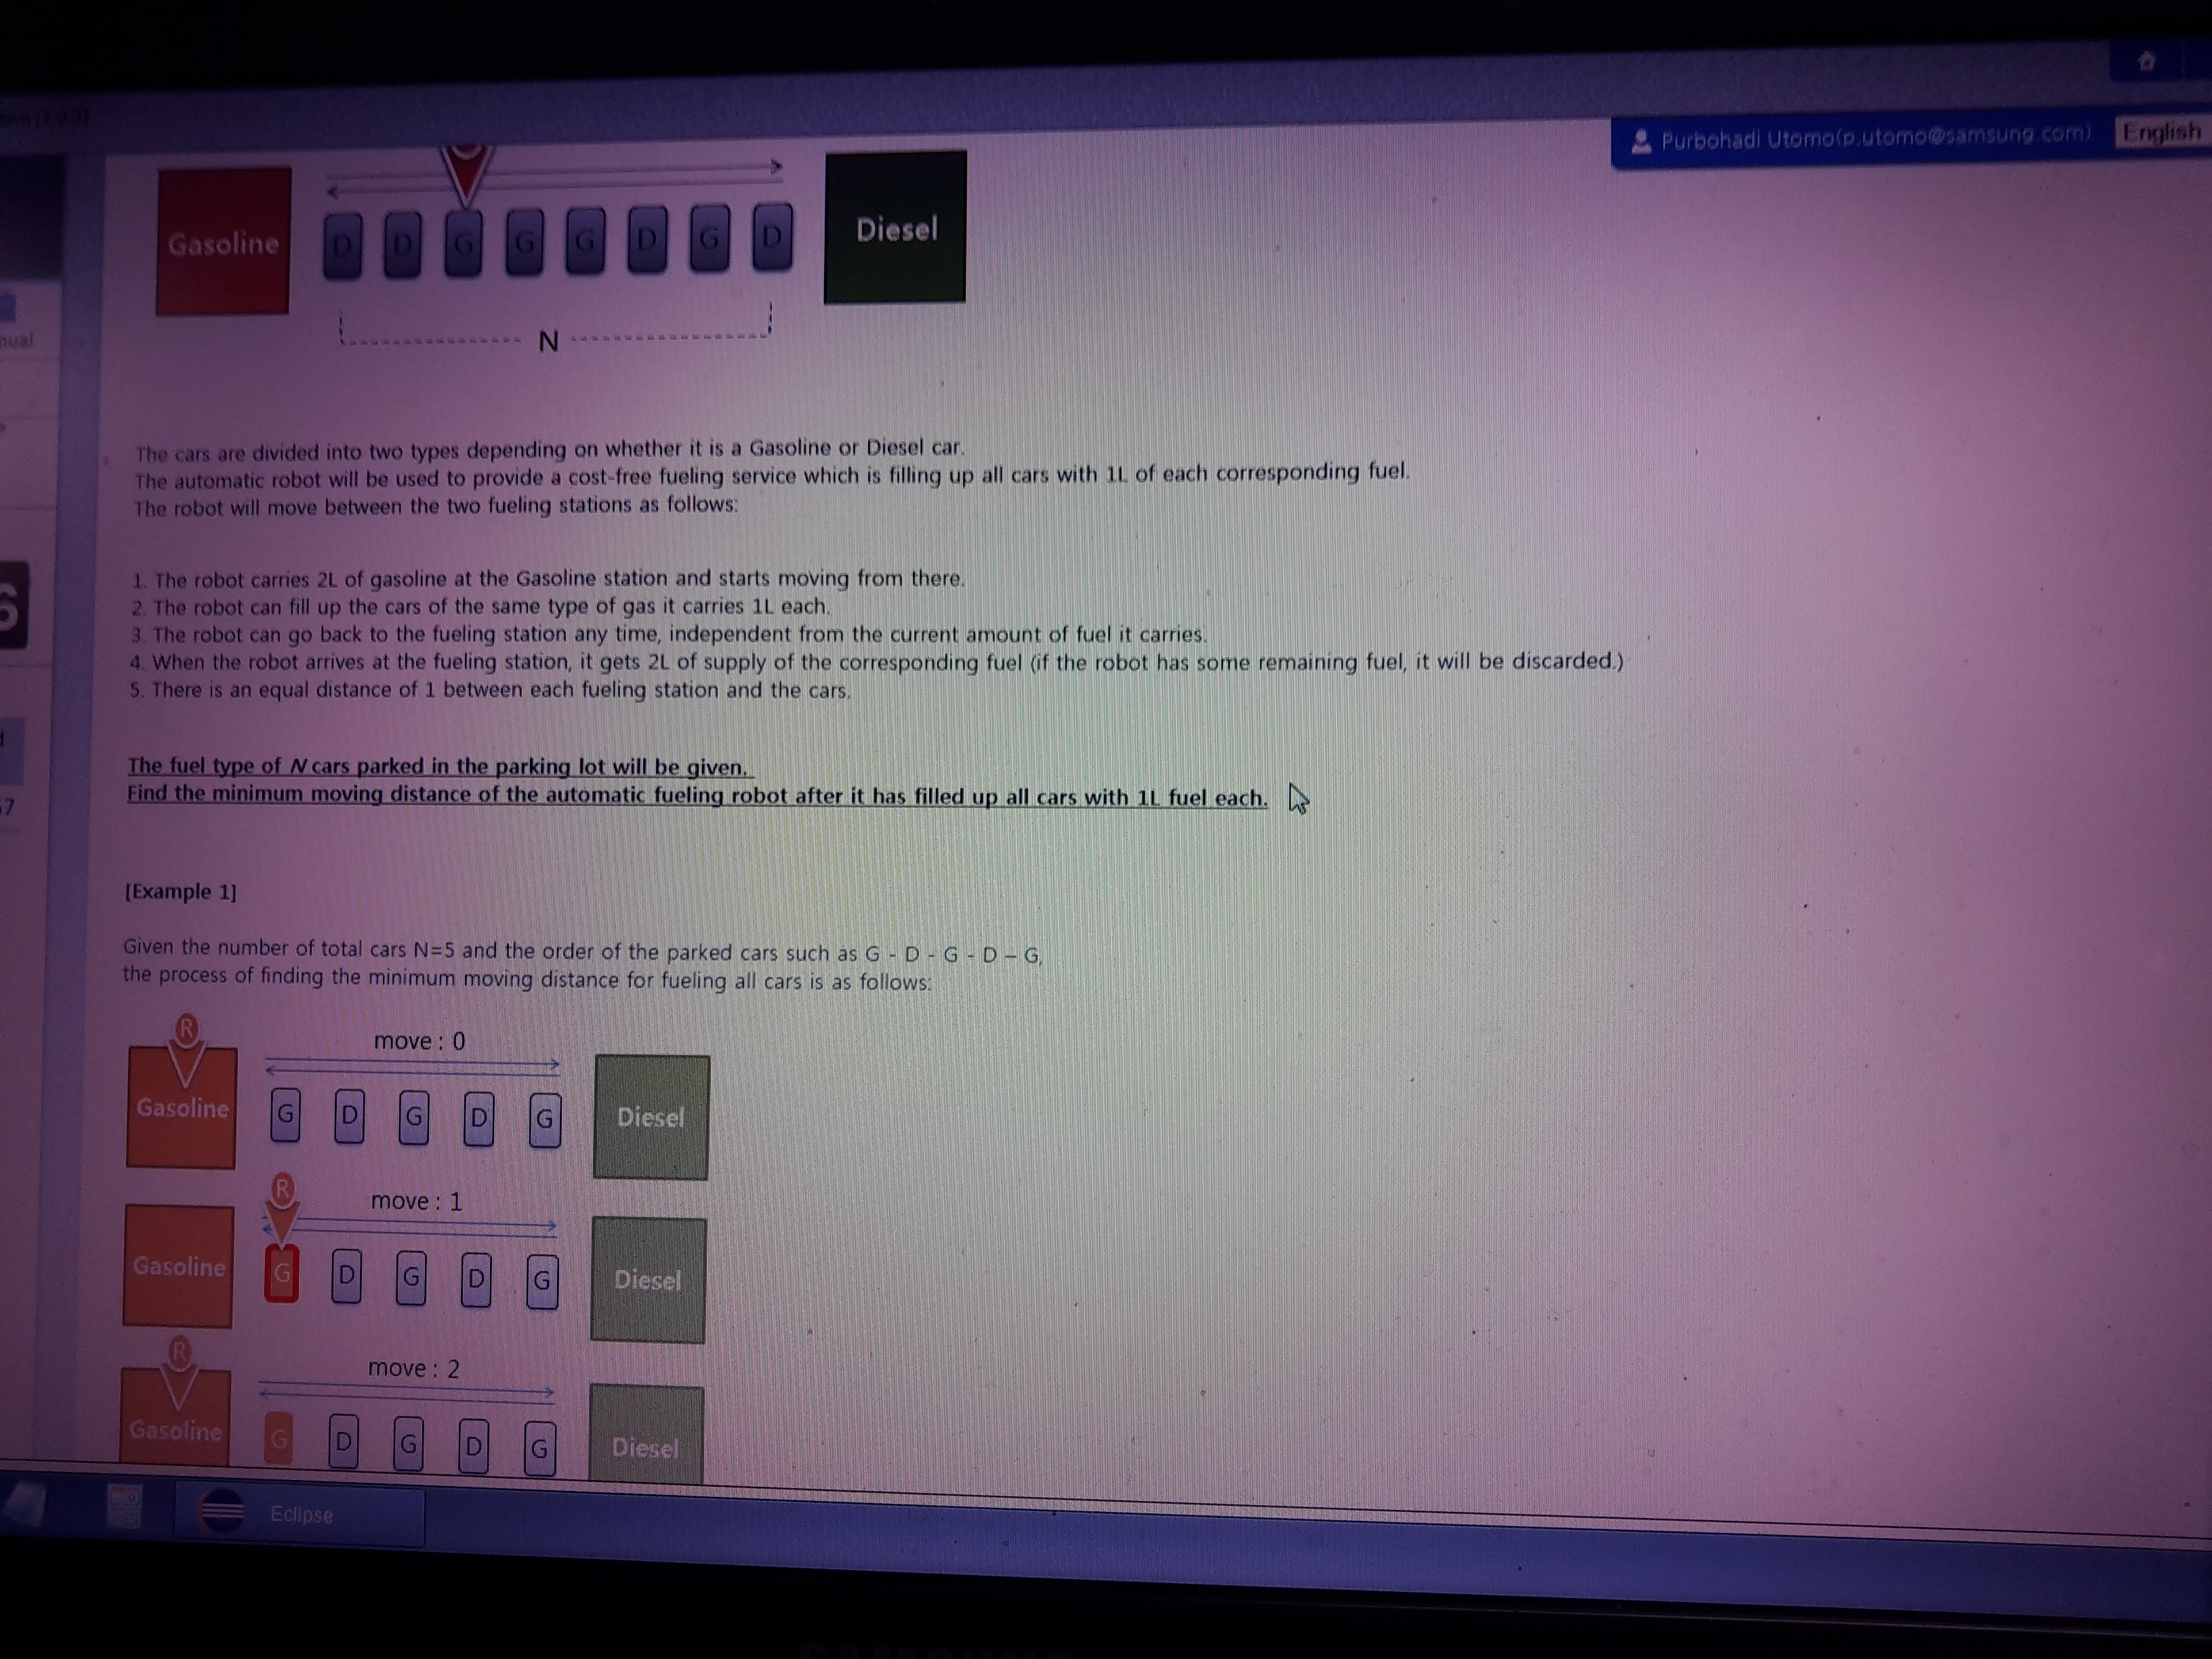 Purbohadi Utomo(p.utomo@samsung.com) English
Gasoline D D G G G D G D Diesel
N
The cars are divided into two types depending on whether it is a Gasoline or Diesel car.
The automatic robot will be used to provide a cost-free fueling service which is filling up all cars with 1L of each corresponding fuel.
The robot will move between the two fueling stations as follows:
1. The robot carries 2L of gasoline at the Gasoline station and starts moving from there.
2. The robot can fill up the cars of the same type of gas it carries 1L each.
3. The robot can go back to the fueling station any time, independent from the current amount of fuel it carries.
4. When the robot arrives at the fueling station, it gets 2L of supply of the corresponding fuel (if the robot has some remaining fuel, it will be discarded.)
5. There is an equal distance of 1 between each fueling station and the cars.
The fuel type of N cars parked in the parking lot will be given.
Find the minimum moving distance of the automatic fueling robot after it has filled up all cars with 1L fuel each.
[Example 1]
Given the number of total cars N=5 and the order of the parked cars such as G - D - G - D – G,
the process of finding the minimum moving distance for fueling all cars is as follows:
R
move : 0
Gasoline G D G D G Diesel
R
move : 1
Gasoline G D G D G Diesel
R
move : 2
Gasoline G D G D G Diesel
Eclipse